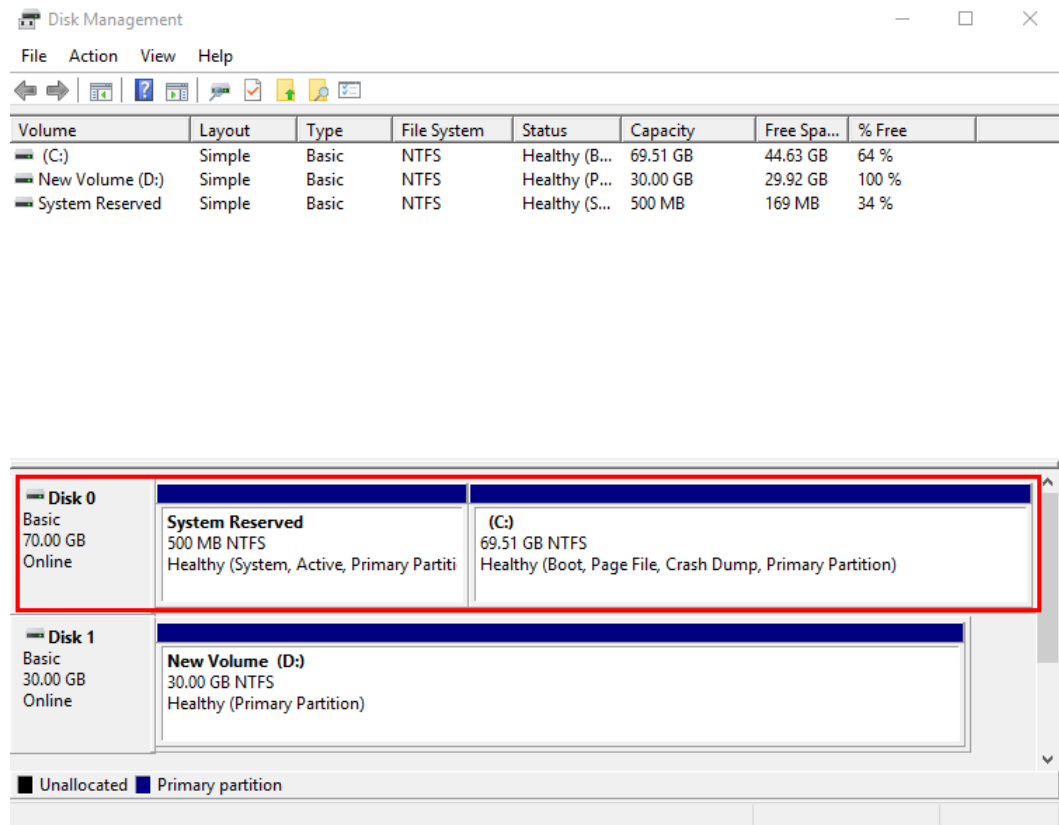 Disk Management
File Action View Help
Volume Layout Type File System Status Capacity Free Spa... % Free
(C:) Simple Basic NTFS Healthy (B... 69.51 GB 44.63 GB 64 %
New Volume (D:) Simple Basic NTFS Healthy (P... 30.00 GB 29.92 GB 100 %
System Reserved Simple Basic NTFS Healthy (S... 500 MB 169 MB 34 %
Disk 0
Basic
70.00 GB
Online
System Reserved
500 MB NTFS
Healthy (System, Active, Primary Partiti
(C:)
69.51 GB NTFS
Healthy (Boot, Page File, Crash Dump, Primary Partition)
Disk 1
Basic
30.00 GB
Online
New Volume (D:)
30.00 GB NTFS
Healthy (Primary Partition)
Unallocated Primary partition